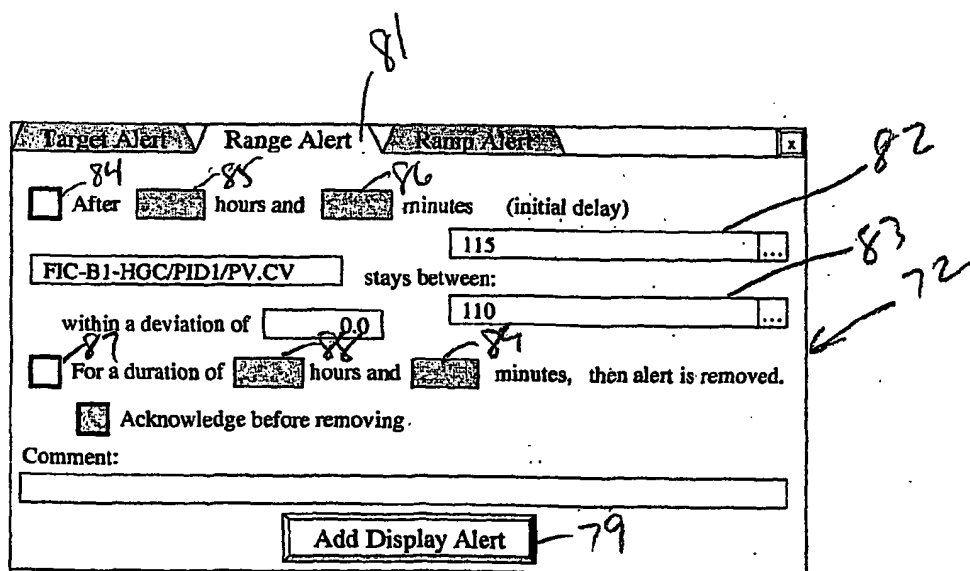 81
Target Alert Range Alert Ramp Alert x
84 85 86 82
After hours and minutes (initial delay)
115 ...
83
FIC-B1-HGC/PID1/PV.CV stays between:
72
110 ...
within a deviation of 0.0
87 88 89
For a duration of hours and minutes, then alert is removed.
Acknowledge before removing
Comment:
Add Display Alert 79